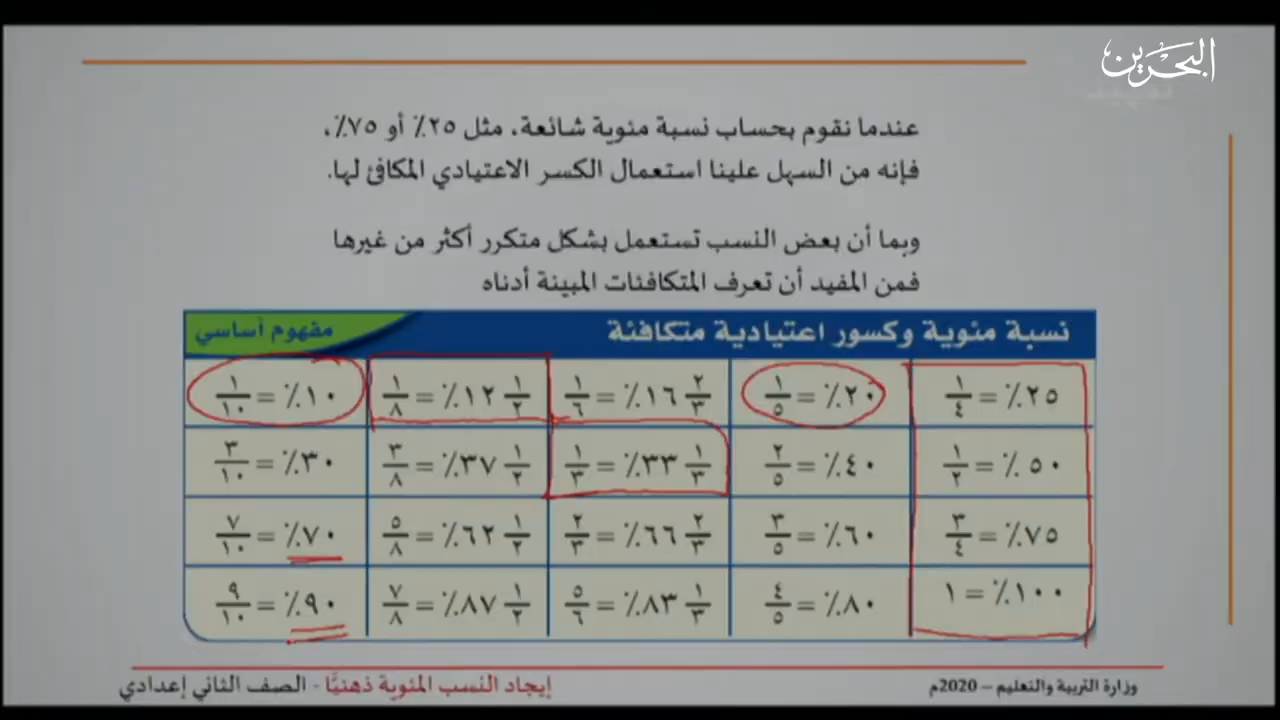 البحرين
عندما نقوم بحساب نسبة مئوية شائعة، مثل ٢٥٪ أو ٧٥٪،
فإنه من السهل علينا استعمال الكسر الاعتيادي المكافئ لها.
وبما أن بعض النسب تستعمل بشكل متكرر أكثر من غيرها
فمن المفيد أن تعرف المتكافئات المبينة أدناه
نسبة مئوية وكسور اعتيادية متكافئة مفهوم أساسي
٢٥٪ = ١/٤ ٢٠٪ = ١/٥ ١٦ ٢/٣٪ = ١/٦ ١٢ ١/٢٪ = ١/٨ ١٠٪ = ١/١٠
٥٠٪ = ١/٢ ٤٠٪ = ٢/٥ ٣٣ ١/٣٪ = ١/٣ ٣٧ ١/٢٪ = ٣/٨ ٣٠٪ = ٣/١٠
٧٥٪ = ٣/٤ ٦٠٪ = ٣/٥ ٦٦ ٢/٣٪ = ٢/٣ ٦٢ ١/٢٪ = ٥/٨ ٧٠٪ = ٧/١٠
١٠٠٪ = ١ ٨٠٪ = ٤/٥ ٨٣ ١/٣٪ = ٥/٦ ٨٧ ١/٢٪ = ٧/٨ ٩٠٪ = ٩/١٠
وزارة التربية والتعليم – 2020م إيجاد النسب المئوية ذهنيًّا - الصف الثاني إعدادي